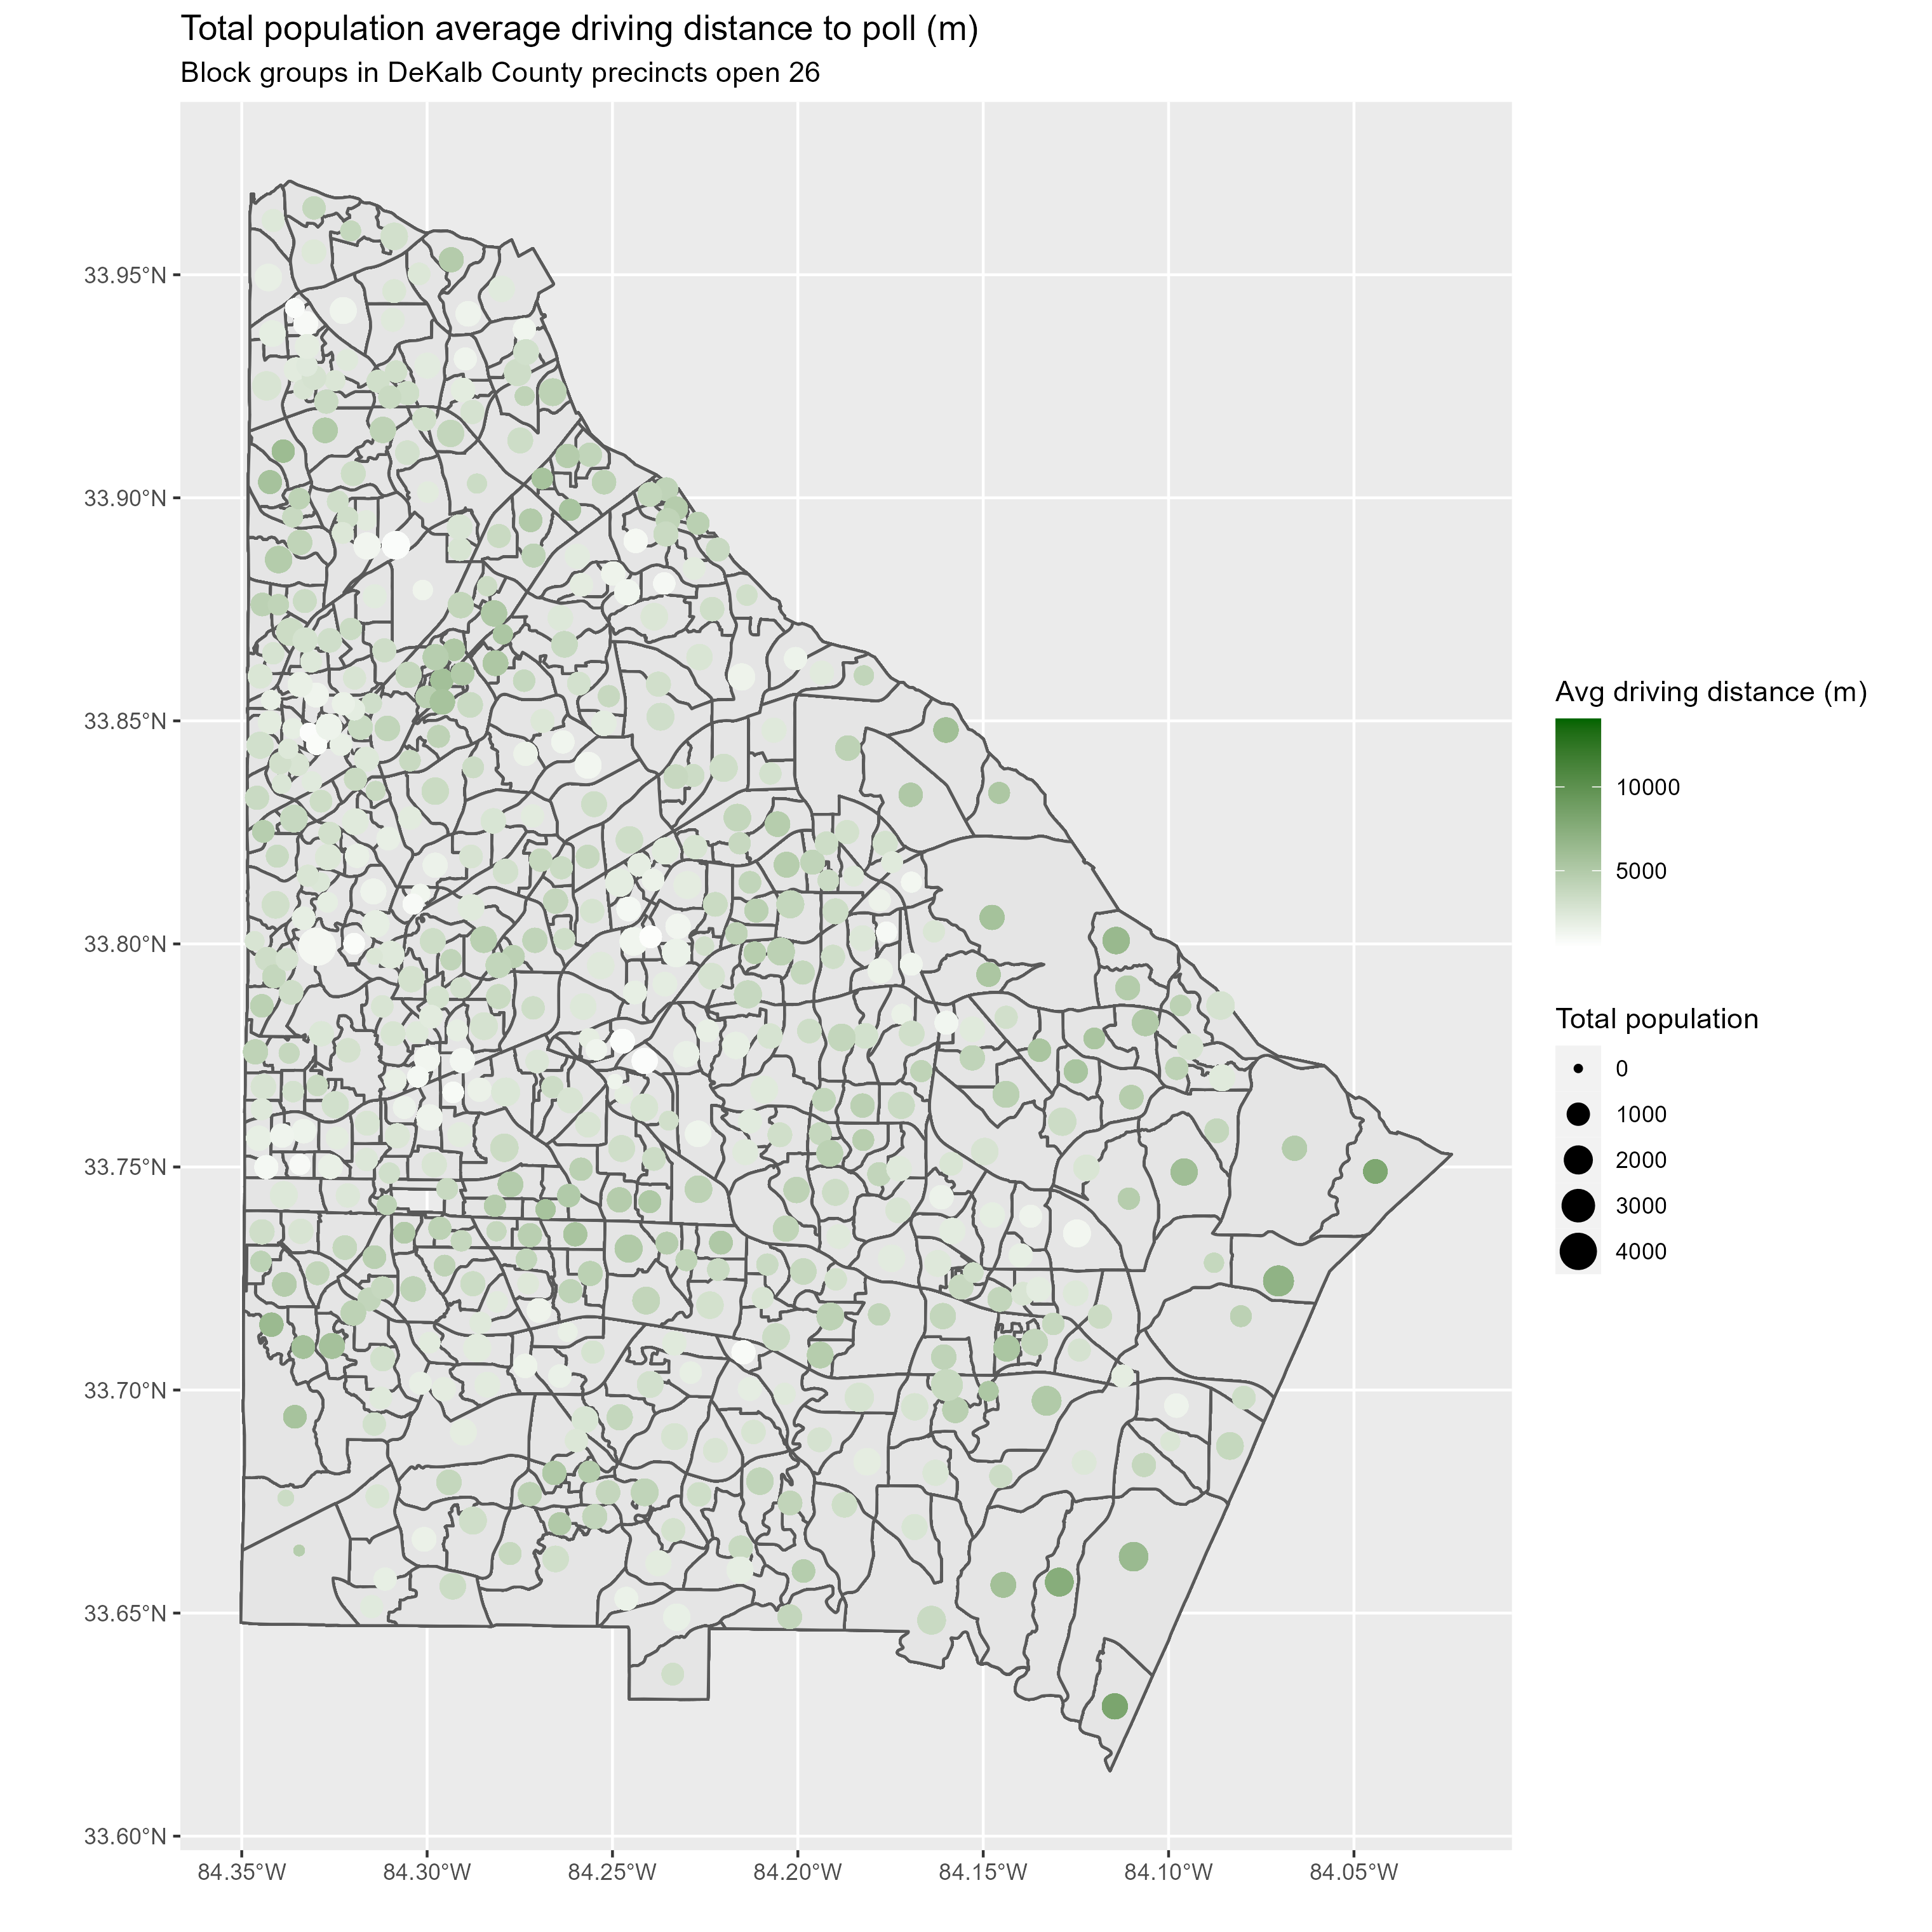 Total population average driving distance to poll (m)
Block groups in DeKalb County precincts open 26
33.95°N
33.90°N
33.85°N
33.80°N
33.75°N
33.70°N
33.65°N
33.60°N
84.35°W
84.30°W
84.25°W
84.20°W
84.15°W
84.10°W
84.05°W
Avg driving distance (m)
10000
5000
Total population
0
1000
2000
3000
4000